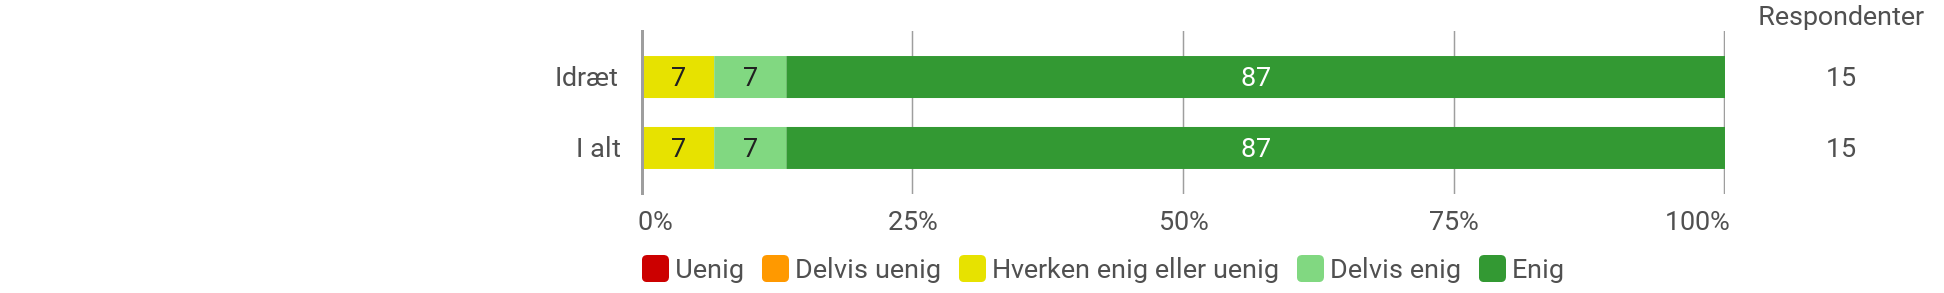 Respondenter
Idræt 7 7 87 15
I alt 7 7 87 15
0% 25% 50% 75% 100%
Uenig Delvis uenig Hverken enig eller uenig Delvis enig Enig